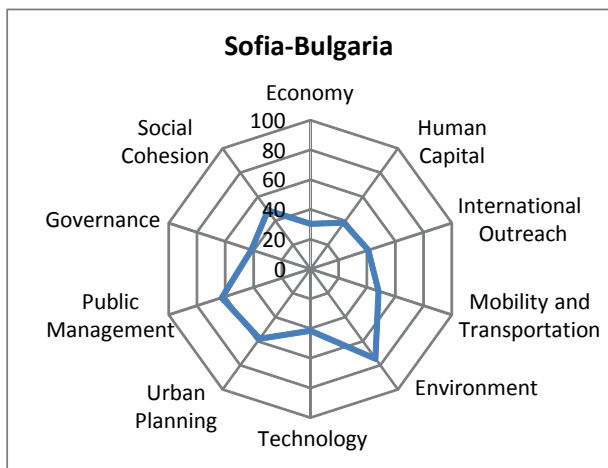 Sofia-Bulgaria
Economy
Human
Capital
International
Outreach
Mobility and
Transportation
Environment
Technology
Urban
Planning
Public
Management
Governance
Social
Cohesion
100
80
60
40
20
0